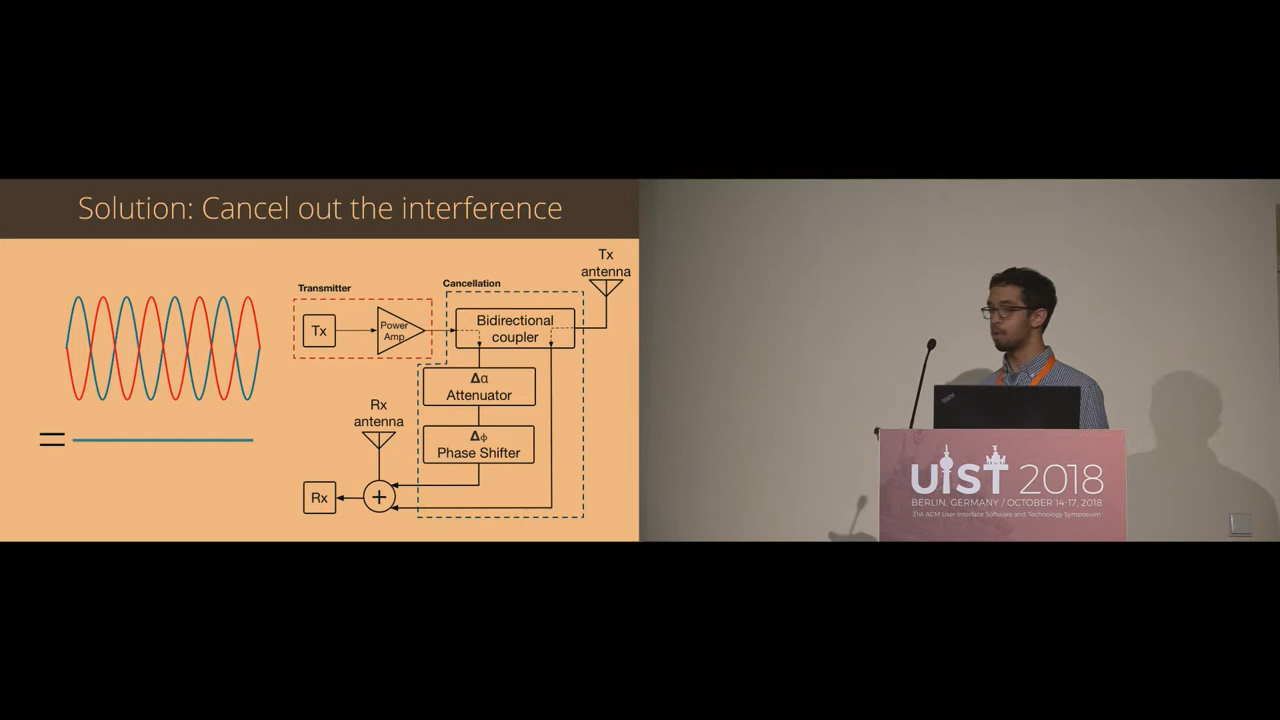 Solution: Cancel out the interference
Tx
antenna
Transmitter
Cancellation
Tx
Power
Amp
Bidirectional
coupler
Δα
Attenuator
Rx
antenna
Δϕ
Phase Shifter
=
Rx
+
UIST 2018
BERLIN, GERMANY / OCTOBER 14-17, 2018
31st ACM User Interface Software and Technology Symposium